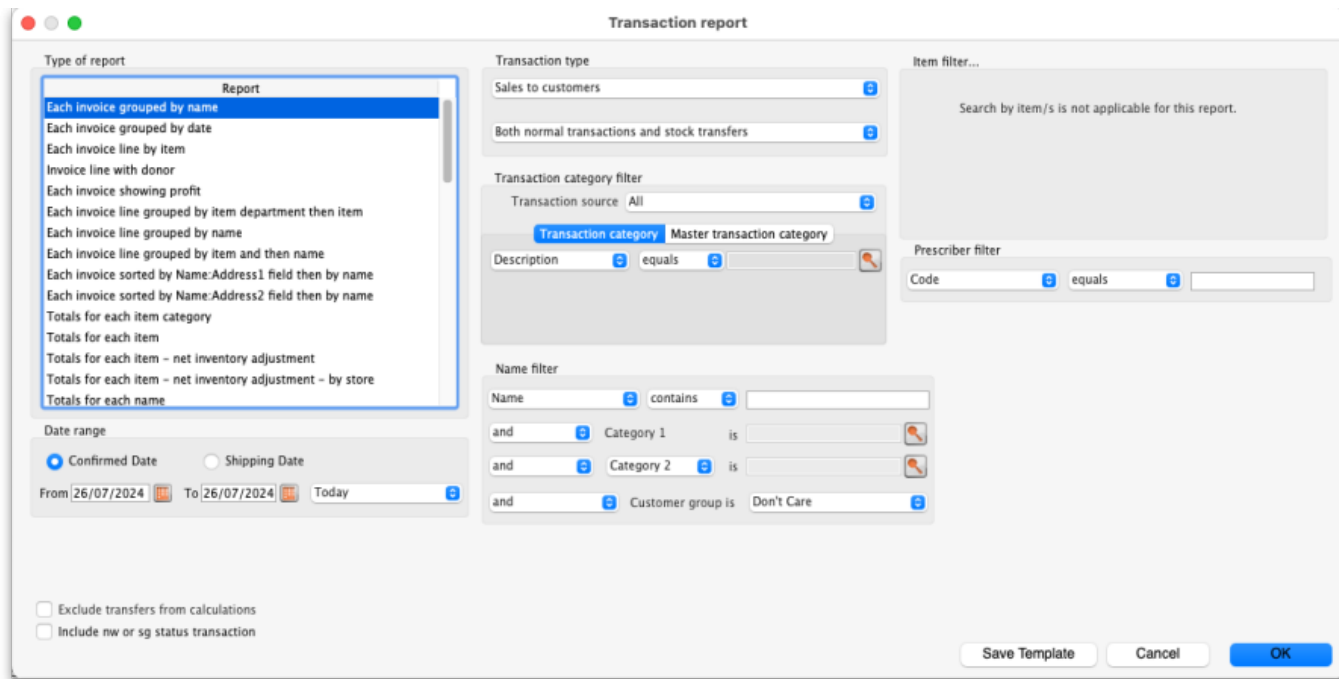 Transaction report
Type of report
Report
Each invoice grouped by name
Each invoice grouped by date
Each invoice line by item
Invoice line with donor
Each invoice showing profit
Each invoice line grouped by item department then item
Each invoice line grouped by name
Each invoice line grouped by item and then name
Each invoice sorted by Name:Address1 field then by name
Each invoice sorted by Name:Address2 field then by name
Totals for each item category
Totals for each item
Totals for each item – net inventory adjustment
Totals for each item – net inventory adjustment – by store
Totals for each name
Date range
Confirmed Date Shipping Date
From 26/07/2024 To 26/07/2024 Today
Exclude transfers from calculations
Include nw or sg status transaction
Transaction type
Sales to customers
Both normal transactions and stock transfers
Transaction category filter
Transaction source All
Transaction category Master transaction category
Description equals
Name filter
Name contains
and Category 1 is
and Category 2 is
and Customer group is Don't Care
Item filter...
Search by item/s is not applicable for this report.
Prescriber filter
Code equals
Save Template Cancel OK